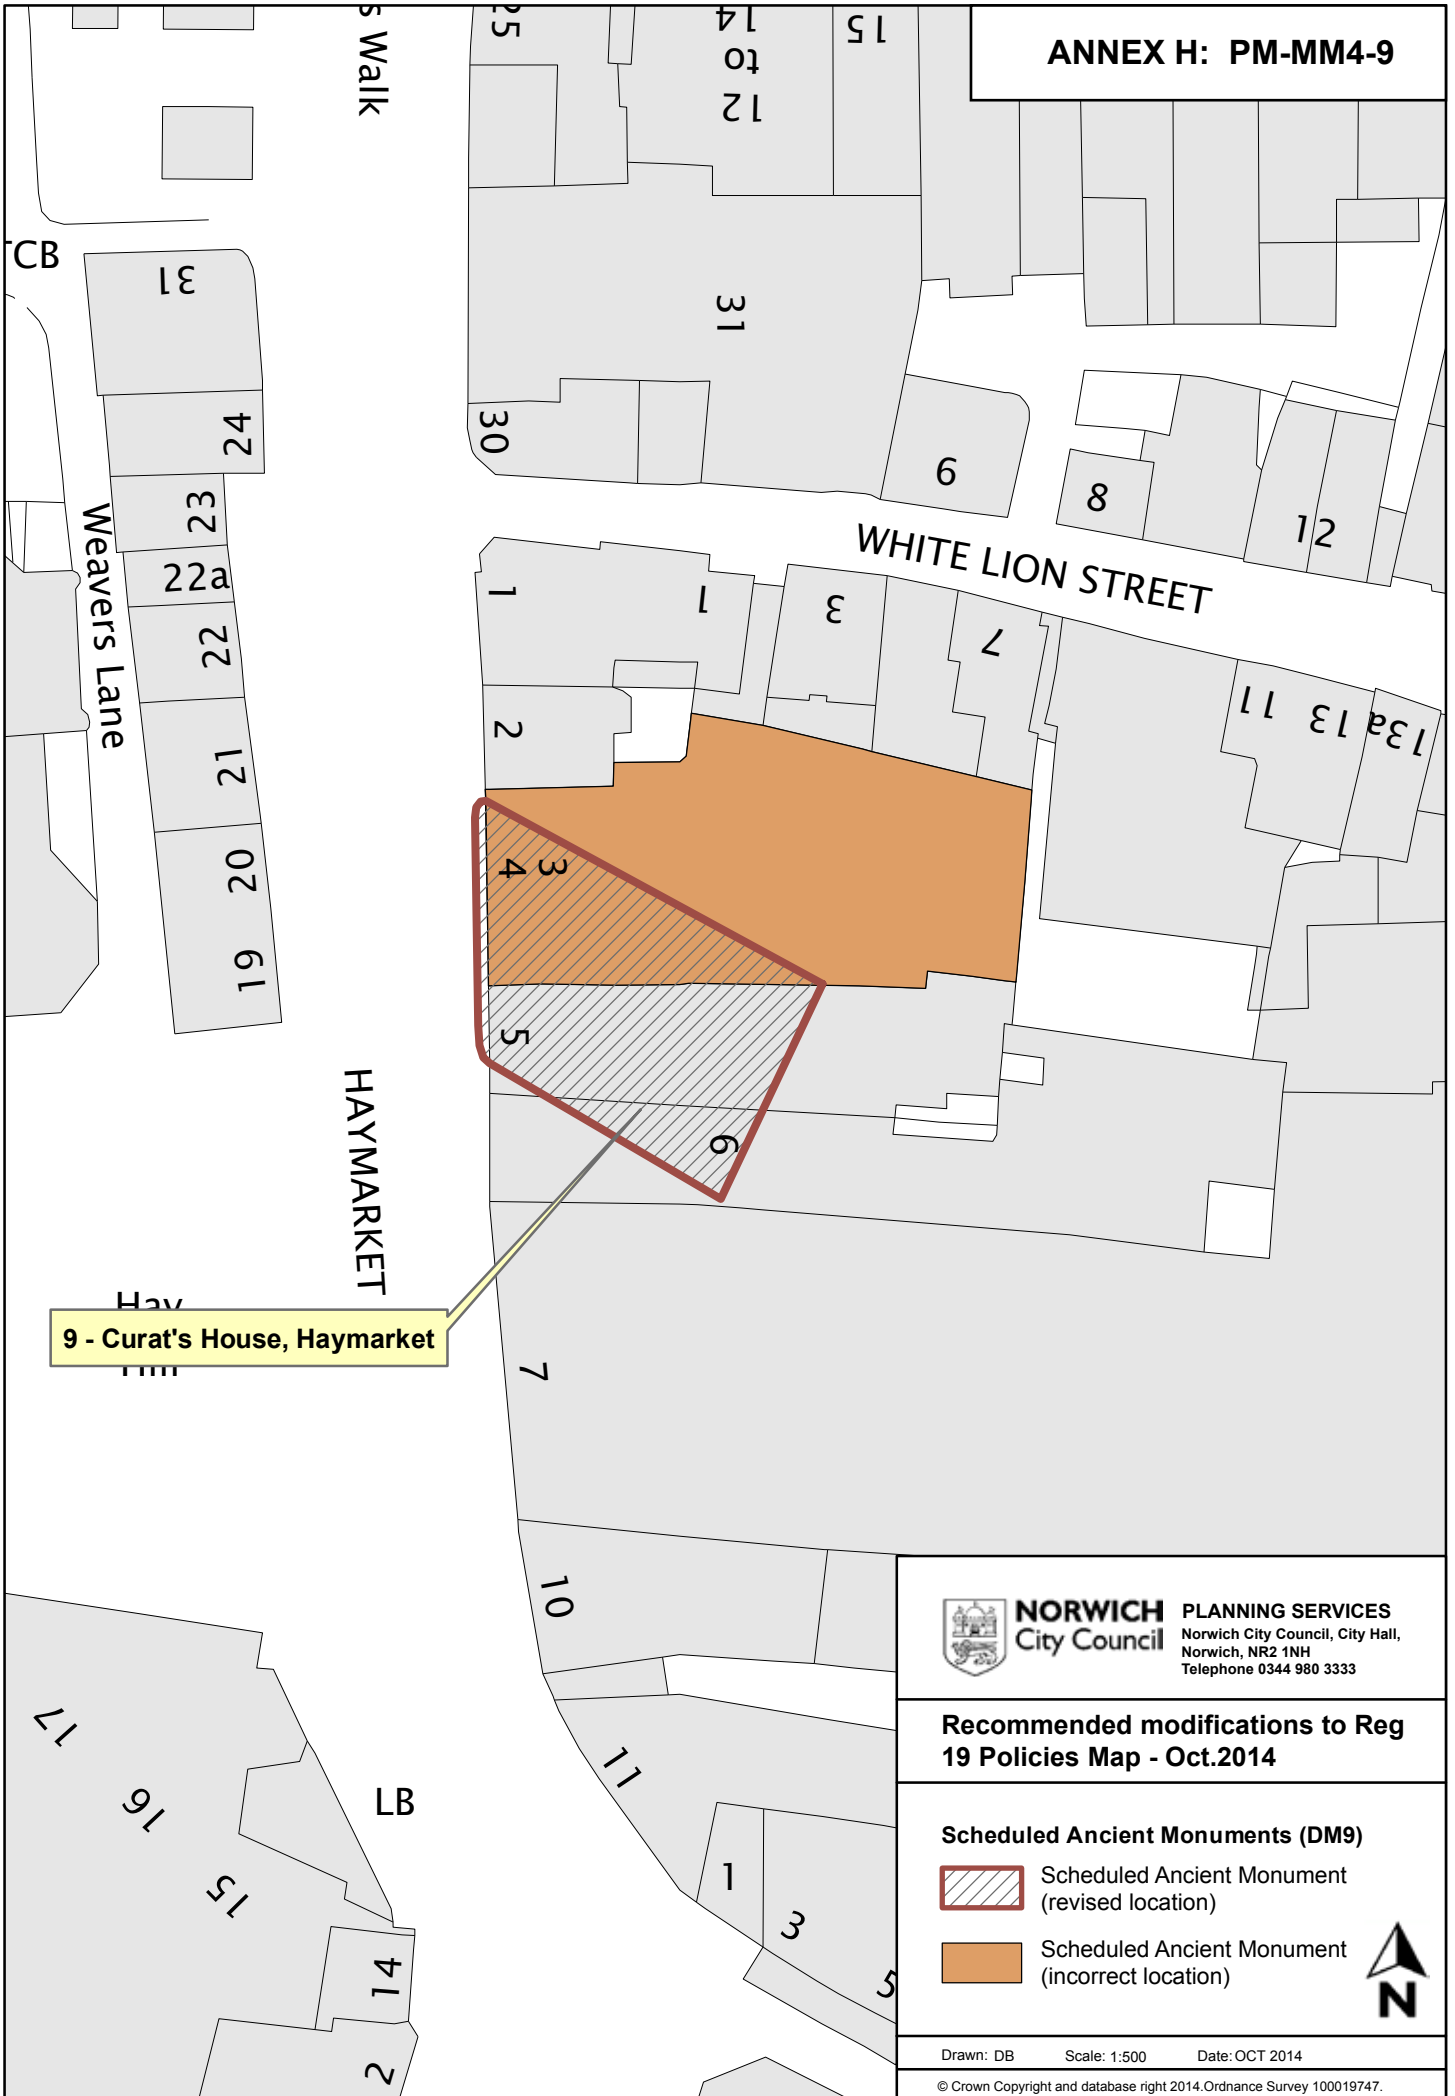 ANNEX H: PM-MM4-9
s Walk
25
14
to
12
15
TCB
31
31
24
30
23
22a
22
21
20
19
Weavers Lane
6
8
12
WHITE LION STREET
1
1
3
7
11
13
13a
2
3
4
5
6
HAYMARKET
Hay
9 - Curat's House, Haymarket
Hill
7
10
11
17
16
15
LB
14
2
1
3
5
NORWICH
City Council
PLANNING SERVICES
Norwich City Council, City Hall,
Norwich, NR2 1NH
Telephone 0344 980 3333
Recommended modifications to Reg
19 Policies Map - Oct.2014
Scheduled Ancient Monuments (DM9)
Scheduled Ancient Monument
(revised location)
Scheduled Ancient Monument
(incorrect location)
N
Drawn: DB Scale: 1:500 Date: OCT 2014
© Crown Copyright and database right 2014.Ordnance Survey 100019747.